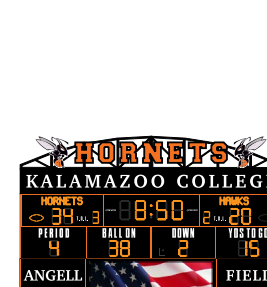 HORNETS
KALAMAZOO COLLEG
HORNETS 8:50 HAWKS
34 T.O.L. 3 2 T.O.L. 20
PERIOD BALL ON DOWN YDS TO GO
4 38 2 15
ANGELL FIEL